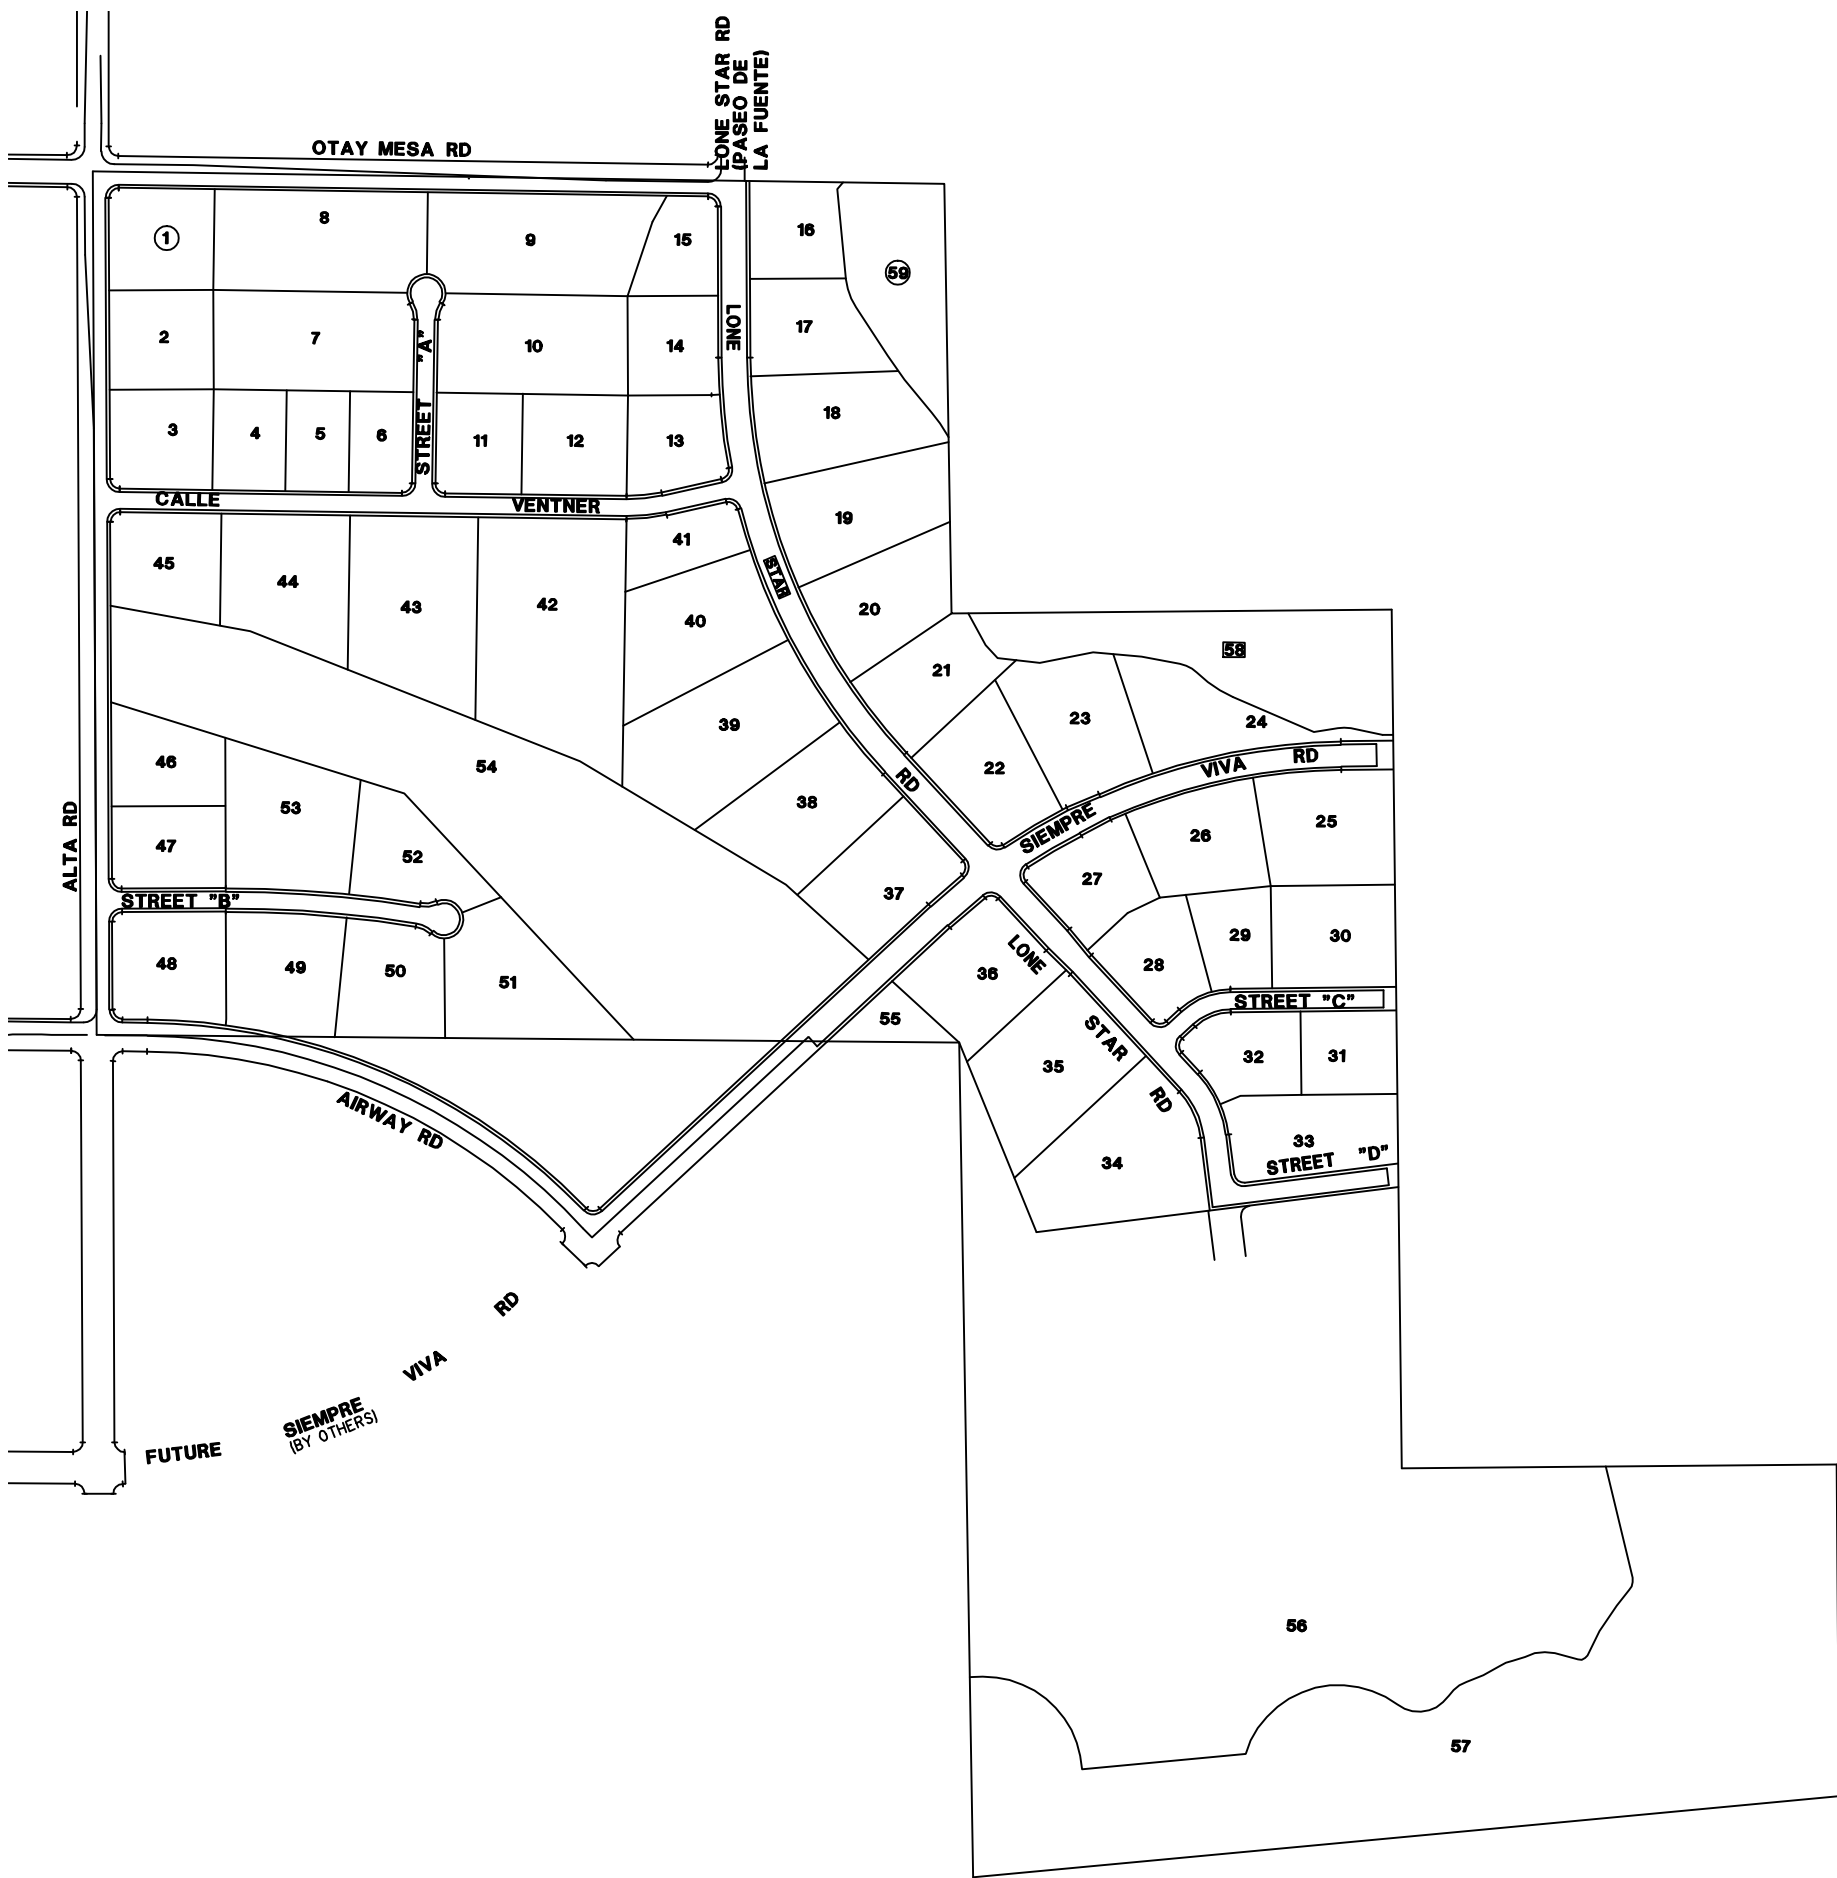 LONE STAR RD
(PASEO DE
LA FUENTE)
OTAY MESA RD
1
8
9
15
16
59
2
7
STREET "A"
10
14
LONE
17
3
4
5
6
11
12
13
18
CALLE
VENTNER
45
44
43
42
41
STAR
19
40
20
21
58
39
23
24
46
54
22
VIVA
RD
RD
ALTA RD
53
38
SIEMPRE
25
47
52
26
27
37
STREET "B"
48
49
50
51
36
LONE
28
29
30
55
STREET "C"
STAR
35
32
31
RD
AIRWAY RD
34
33
STREET "D"
RD
VIVA
SIEMPRE
(BY OTHERS)
FUTURE
56
57